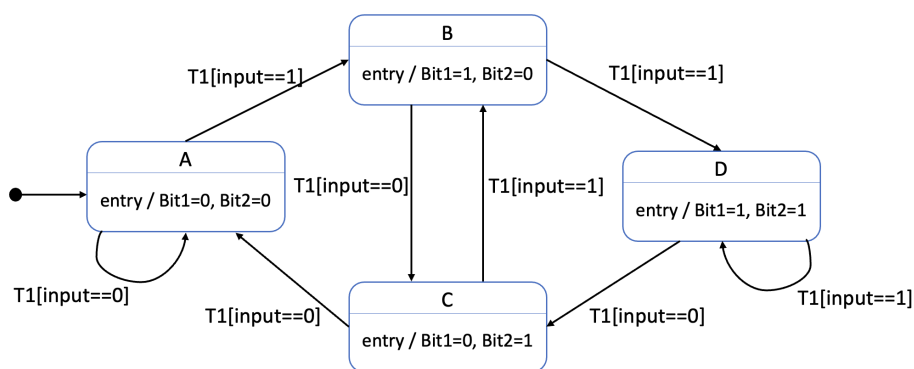 B
entry / Bit1=1, Bit2=0
T1[input==1]
T1[input==1]
A
entry / Bit1=0, Bit2=0
T1[input==0]
T1[input==1]
D
entry / Bit1=1, Bit2=1
T1[input==0]
T1[input==0]
C
entry / Bit1=0, Bit2=1
T1[input==0]
T1[input==1]